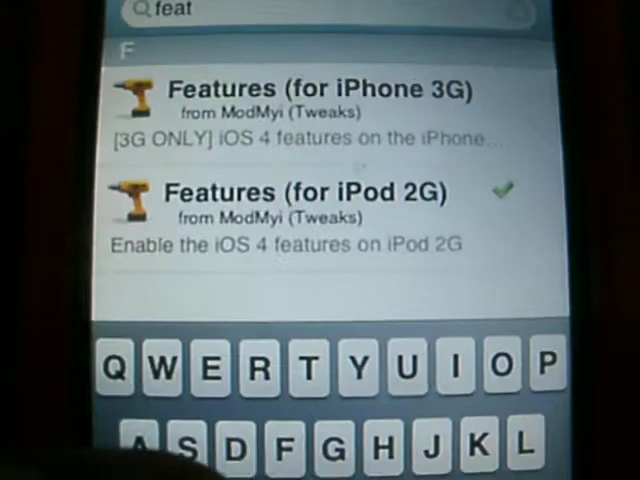 feat
F
Features (for iPhone 3G)
from ModMyi (Tweaks)
[3G ONLY] iOS 4 features on the iPhone....
Features (for iPod 2G)
from ModMyi (Tweaks)
Enable the iOS 4 features on iPod 2G
Q W E R T Y U I O P
A S D F G H J K L